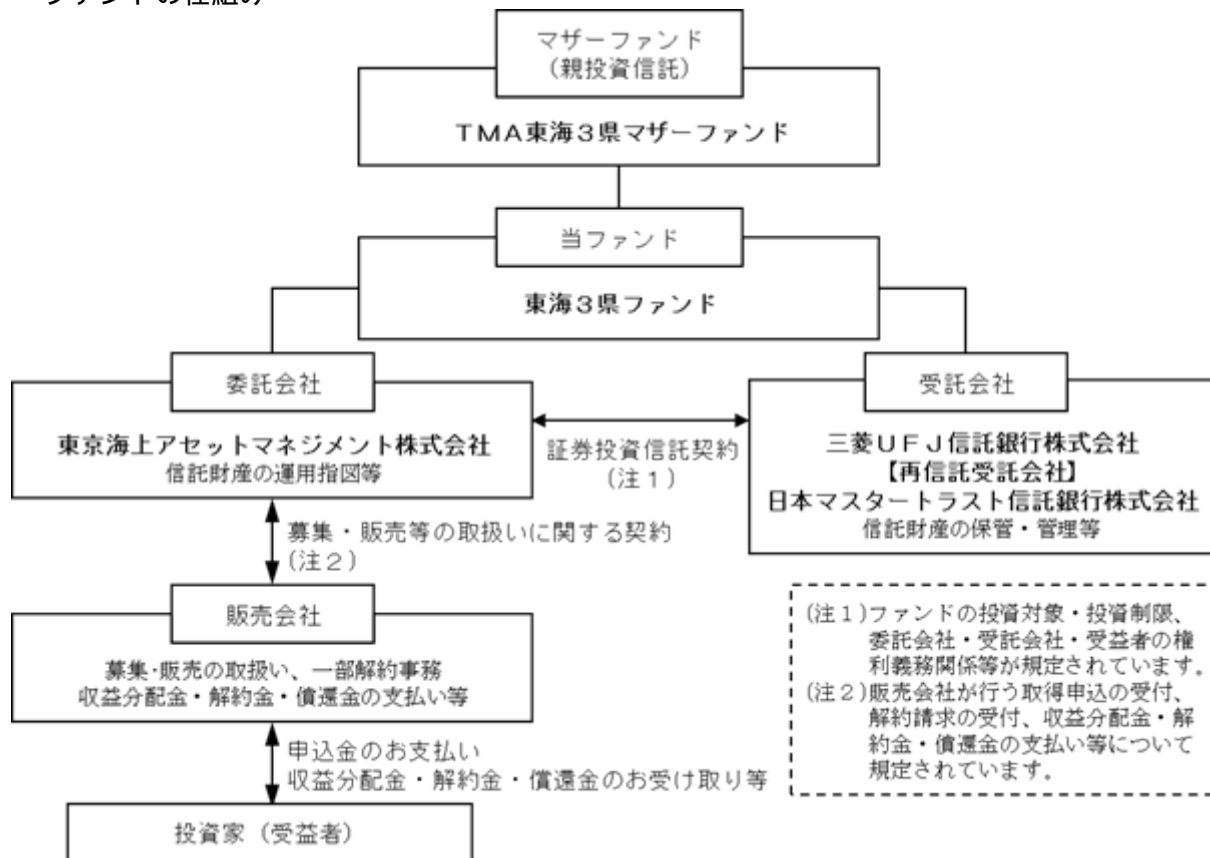 ファンドの仕組み
マザーファンド
(親投資信託)
TMA東海3県マザーファンド
当ファンド
東海3県ファンド
委託会社
東京海上アセットマネジメント株式会社
信託財産の運用指図等
証券投資信託契約
(注1)
受託会社
三菱UFJ信託銀行株式会社
【再信託受託会社】
日本マスタートラスト信託銀行株式会社
信託財産の保管・管理等
募集・販売等の取扱いに関する契約
(注2)
販売会社
募集・販売の取扱い、一部解約事務
収益分配金・解約金・償還金の支払い等
申込金のお支払い
収益分配金・解約金・償還金のお受け取り等
投資家(受益者)
(注1)ファンドの投資対象・投資制限、
委託会社・受託会社・受益者の権
利義務関係等が規定されています。
(注2)販売会社が行う取得申込の受付、
解約請求の受付、収益分配金・解
約金・償還金の支払い等について
規定されています。